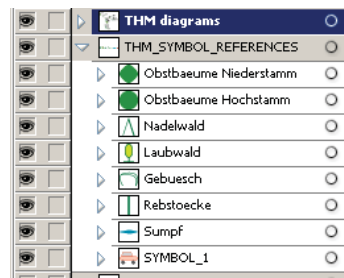 THM diagrams
THM_SYMBOL_REFERENCES
Obstbaeume Niederstamm
Obstbaeume Hochstamm
Nadelwald
Laubwald
Gebuesch
Rebstoecke
Sumpf
SYMBOL_1